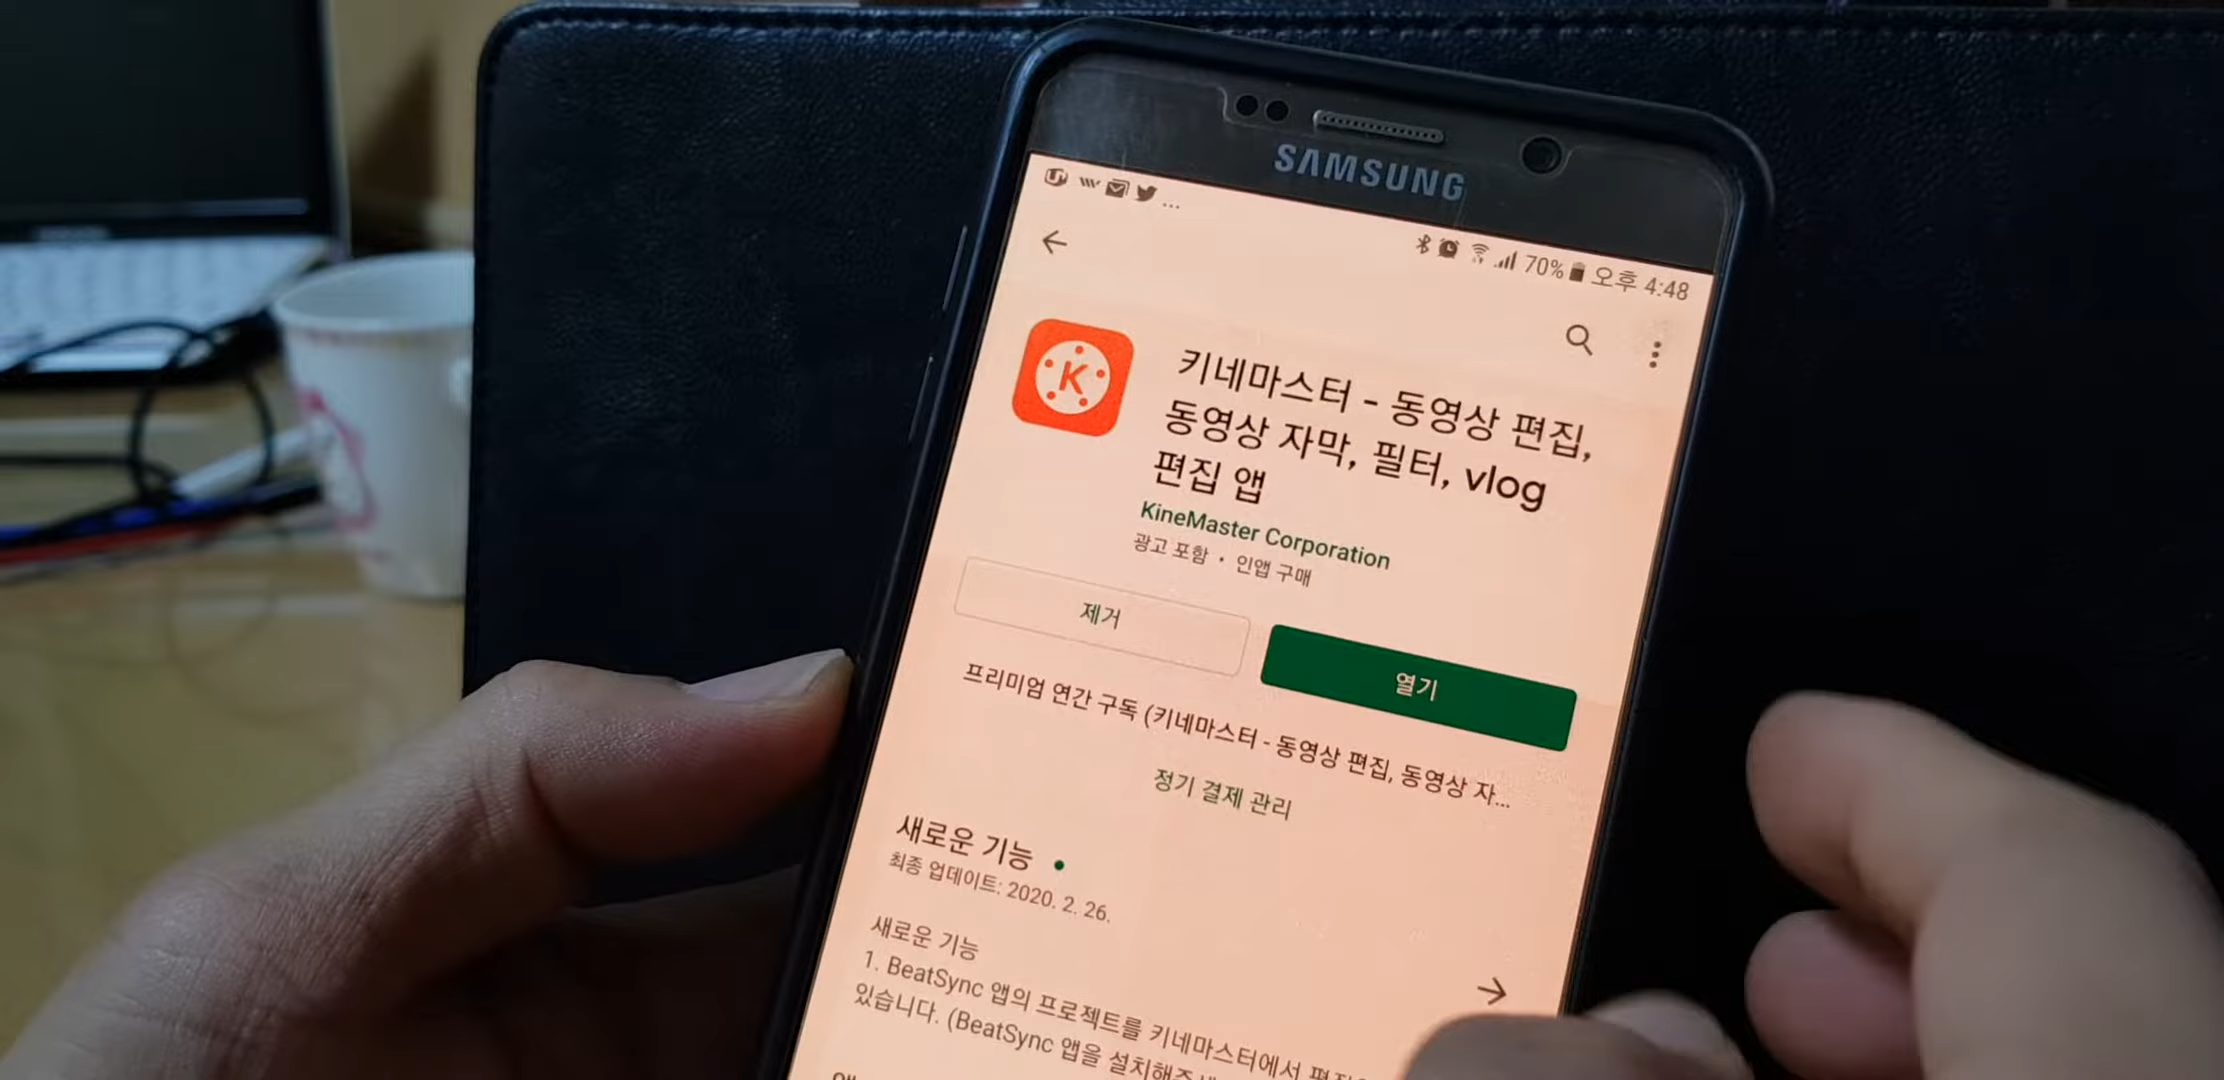 SAMSUNG
...
70% 오후 4:48
K
키네마스터 - 동영상 편집,
동영상 자막, 필터, vlog
편집 앱
KineMaster Corporation
광고 포함 • 인앱 구매
제거
열기
프리미엄 연간 구독 (키네마스터 - 동영상 편집, 동영상 자...
정기 결제 관리
새로운 기능 •
최종 업데이트: 2020. 2. 26.
새로운 기능
1. BeatSync 앱의 프로젝트를 키네마스터에서
있습니다. (BeatSync 앱을